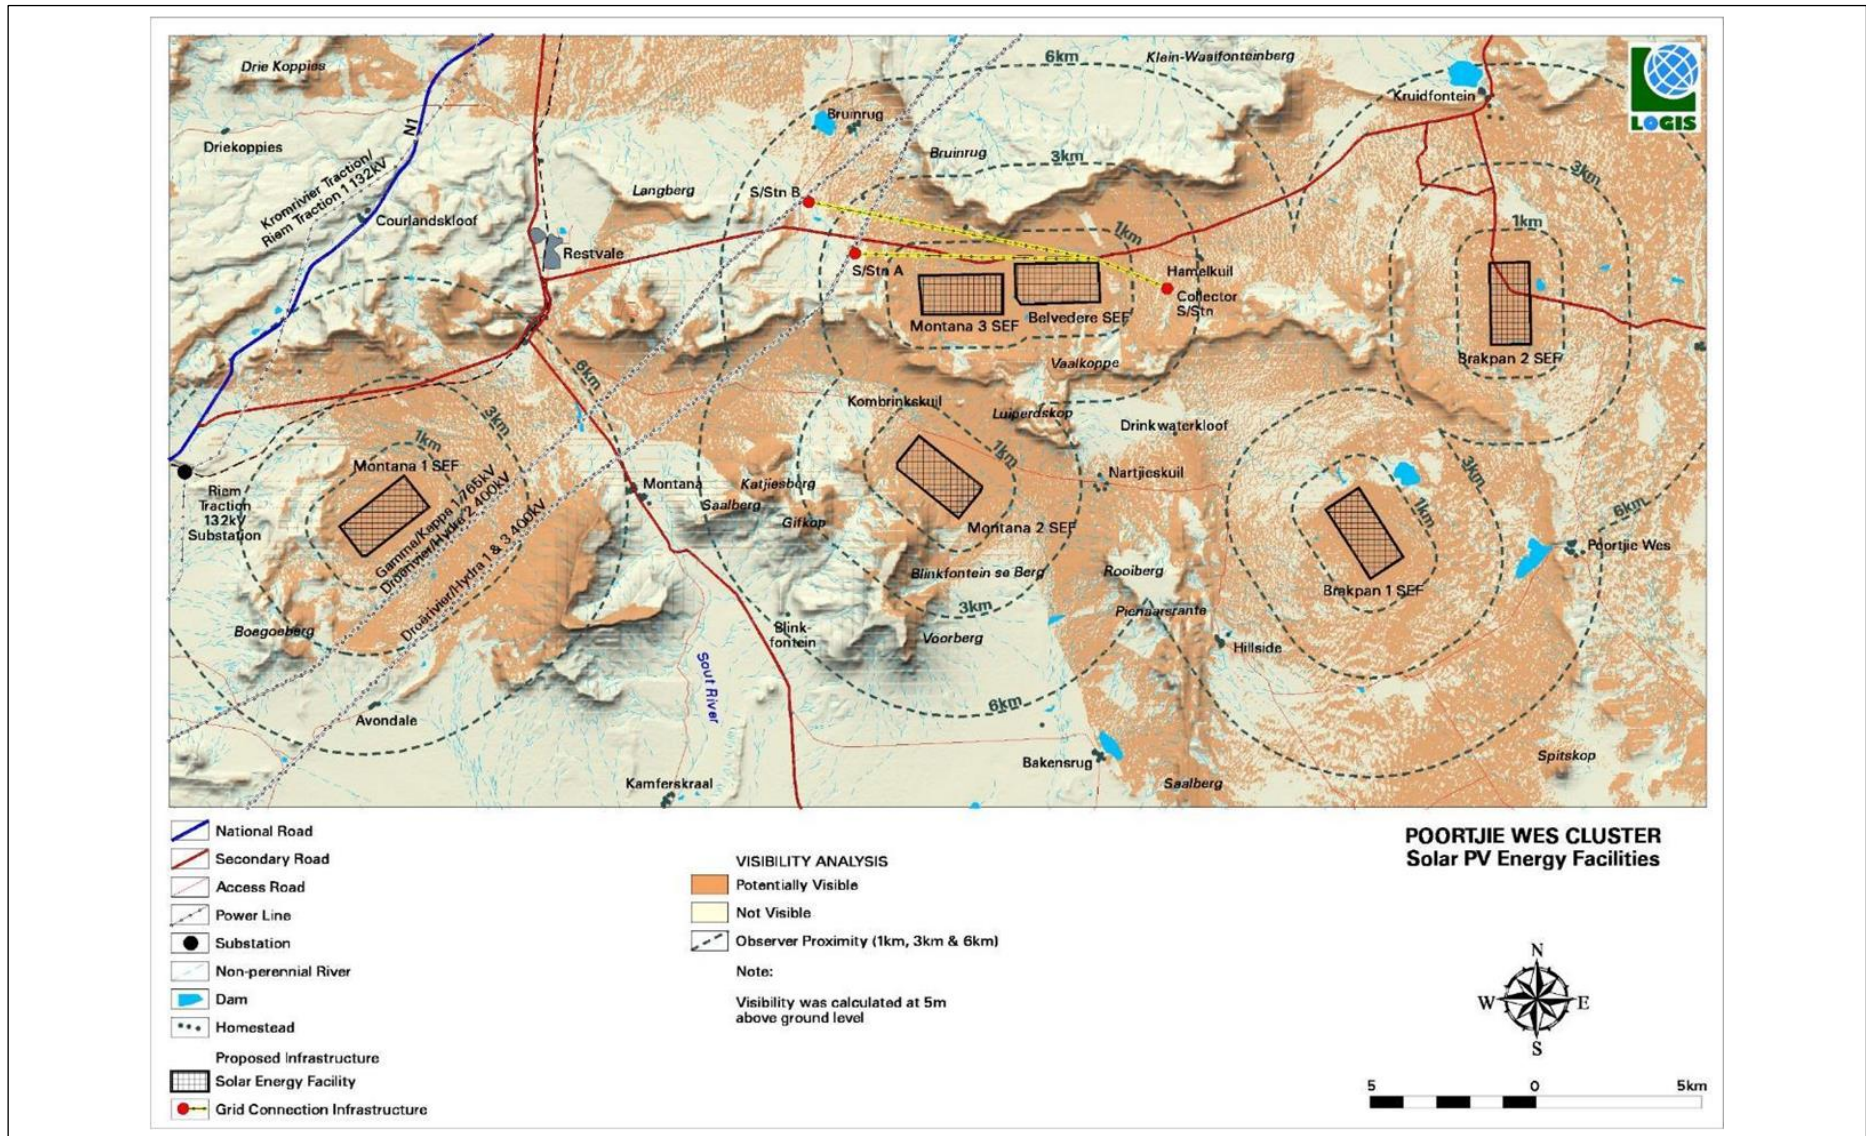 Drie Koppies
6km
Klein-Waaifonteinberg
LOGIS
Kruidfontein
N1
Bruinrug
Driekoppies
Bruinrug
3km
3km
Kromrivier Traction/
Riem Traction 1 132kV
Langberg
S/Stn B
Courlandskloof
1km
1km
Restvale
S/Stn A
Hamelkuil
Collector
S/Stn
Montana 3 SEF
Belvedere SEF
Brakpan 2 SEF
Vaalkoppe
6km
Kombrinkskuil
Luiperdskop
Drinkwaterkloof
3km
1km
Montana 1 SEF
1km
Nartjieskuil
3km
Riem
Traction
132kV
Substation
Gamma/Kappa 1 765kV
Droerivier/Hydra 2 400kV
Droerivier/Hydra 1 & 3 400kV
Montana
Katjiesberg
Saalberg
Gifkop
Montana 2 SEF
1km
6km
Poortjie Wes
Blinkfontein se Berg
Rooiberg
Brakpan 1 SEF
3km
Pienaarsrante
Boegoeberg
Blink-
fontein
Voorberg
Hillside
Sout River
6km
Avondale
Bakensrug
Spitskop
Kamferskraal
Saalberg
National Road
Secondary Road
Access Road
Power Line
Substation
Non-perennial River
Dam
Homestead
Proposed Infrastructure
Solar Energy Facility
Grid Connection Infrastructure
VISIBILITY ANALYSIS
Potentially Visible
Not Visible
Observer Proximity (1km, 3km & 6km)
Note:
Visibility was calculated at 5m
above ground level
POORTJIE WES CLUSTER
Solar PV Energy Facilities
N
W E
S
5 0 5km